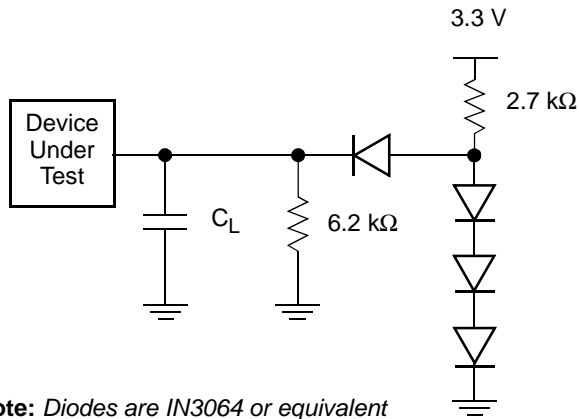 3.3 V
2.7 kΩ
Device
Under
Test
C_L
6.2 kΩ
ote: Diodes are IN3064 or equivalent